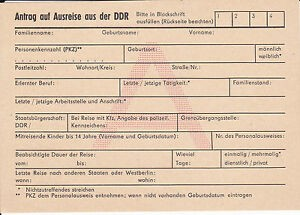 Antrag auf Ausreise aus der DDR Bitte in Blockschrift ausfüllen (Rückseite beachten) 1 2 3 4
Familienname: Geburtsname: Vorname:
Personenkennzahl (PKZ)** Geburtsort: männlich
weiblich*
Postleitzahl: Wohnort/Kreis: Straße/Nr.:
Erlernter Beruf: Letzte / jetzige Tätigkeit:* Familienstand:
Letzte / jetzige Arbeitsstelle und Anschrift:*
Staatsbürgerschaft: Bei Reise mit Kfz, Angabe des polizeil. Grenzübergangsstelle:
DDR / Kennzeichens:
Mitreisende Kinder bis 14 Jahre (Vorname und Geburtsdatum): Nr. des Personalausweises:
Beabsichtigte Dauer der Reise: Wieviel einmalig / mehrmalig*
vom: bis: Tage: dienstlich / privat*
Letzte Reise nach anderen Staaten oder Westberlin:
wann: wohin:
* Nichtzutreffendes streichen
** PKZ dem Personalausweis entnehmen; wenn nicht vorhanden Geburtsdatum eintragen
A